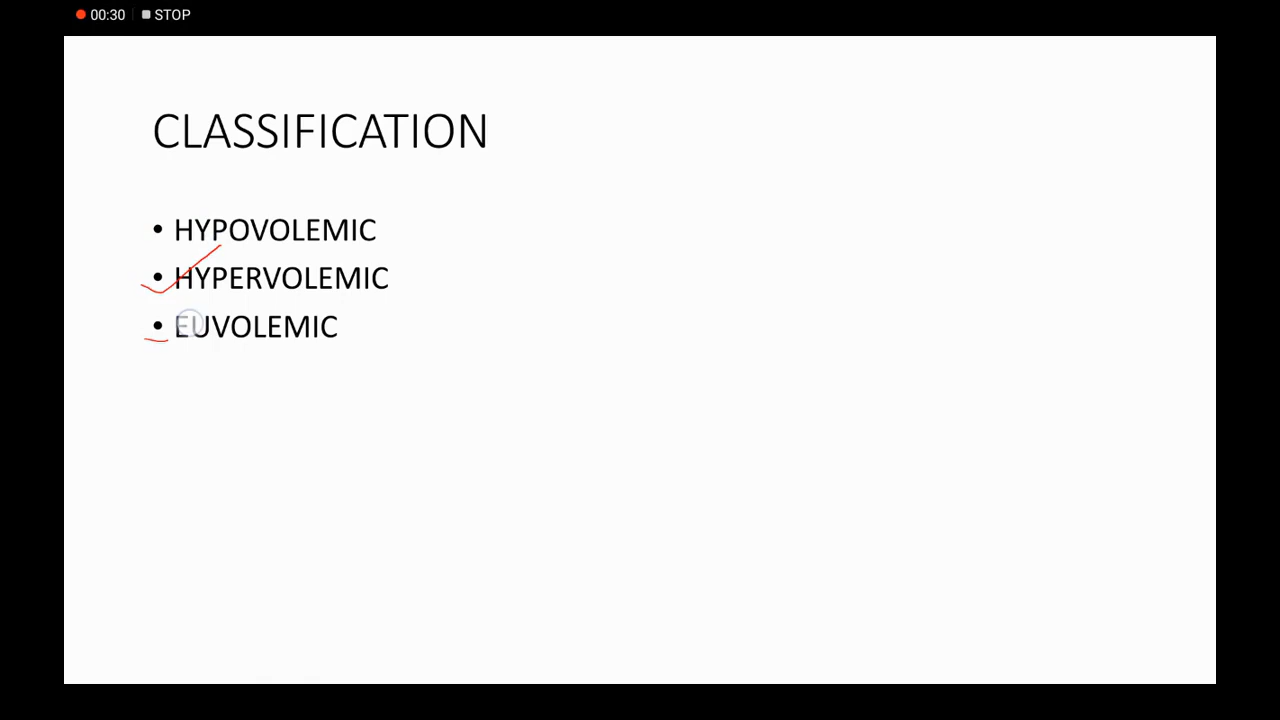 00:30 STOP
CLASSIFICATION
• HYPOVOLEMIC
• HYPERVOLEMIC
• EUVOLEMIC